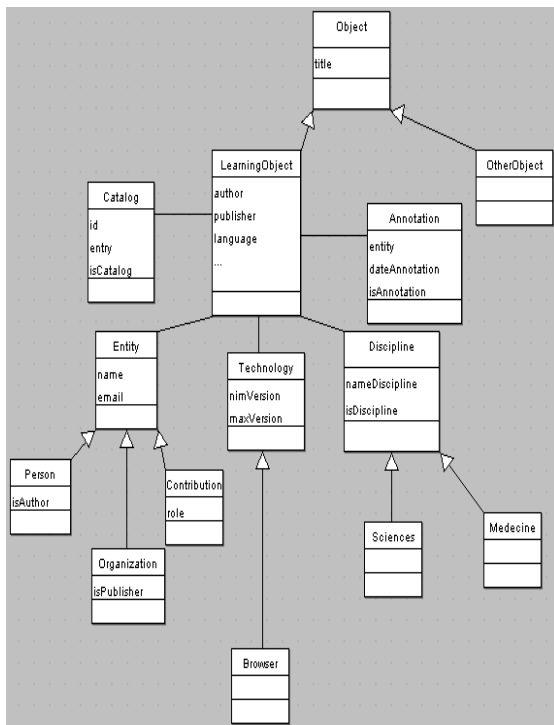 Object
title
LearningObject
author
publisher
language
...
OtherObject
Catalog
id
entry
isCatalog
Annotation
entity
dateAnnotation
isAnnotation
Entity
name
email
Technology
nimVersion
maxVersion
Discipline
nameDiscipline
isDiscipline
Person
isAuthor
Contribution
role
Organization
isPublisher
Sciences
Medecine
Browser